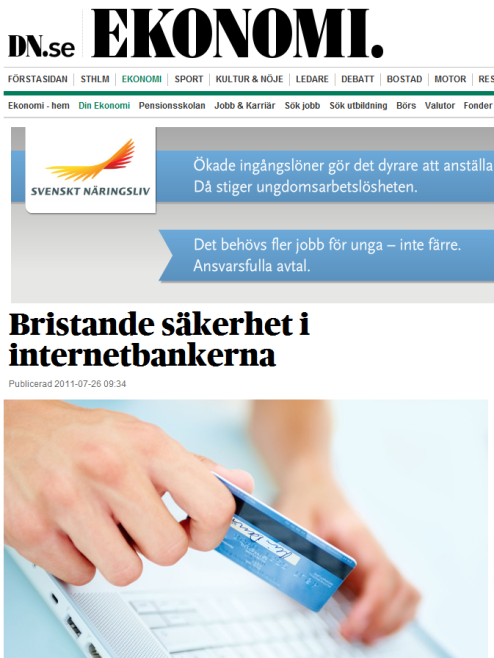 DN.se EKONOMI.
FÖRSTASIDAN STHLM EKONOMI SPORT KULTUR & NÖJE LEDARE DEBATT BOSTAD MOTOR RES
Ekonomi - hem Din Ekonomi Pensionsskolan Jobb & Karriär Sök jobb Sök utbildning Börs Valutor Fonder
SVENSKT NÄRINGSLIV
Ökade ingångslöner gör det dyrare att anställa
Då stiger ungdomsarbetslösheten.
Det behövs fler jobb för unga – inte färre.
Ansvarsfulla avtal.
Bristande säkerhet i
internetbankerna
Publicerad 2011-07-26 09:34